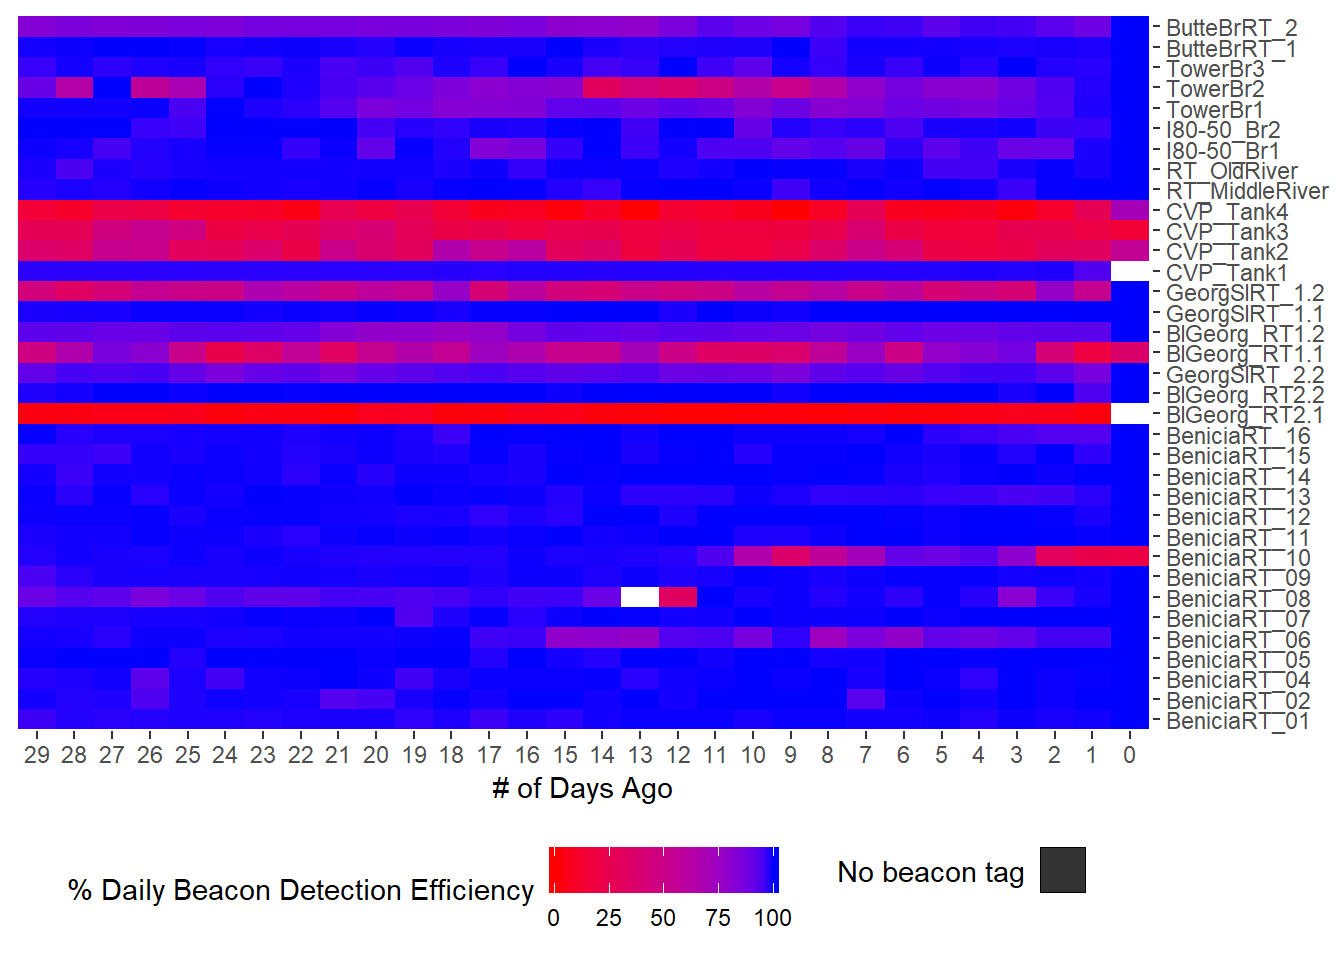 ButteBrRT_2
ButteBrRT_1
TowerBr3
TowerBr2
TowerBr1
I80-50_Br2
I80-50_Br1
RT_OldRiver
RT_MiddleRiver
CVP_Tank4
CVP_Tank3
CVP_Tank2
CVP_Tank1
GeorgSlRT_1.2
GeorgSlRT_1.1
BlGeorg_RT1.2
BlGeorg_RT1.1
GeorgSlRT_2.2
BlGeorg_RT2.2
BlGeorg_RT2.1
BeniciaRT_16
BeniciaRT_15
BeniciaRT_14
BeniciaRT_13
BeniciaRT_12
BeniciaRT_11
BeniciaRT_10
BeniciaRT_09
BeniciaRT_08
BeniciaRT_07
BeniciaRT_06
BeniciaRT_05
BeniciaRT_04
BeniciaRT_02
BeniciaRT_01
29 28 27 26 25 24 23 22 21 20 19 18 17 16 15 14 13 12 11 10 9 8 7 6 5 4 3 2 1 0
# of Days Ago
% Daily Beacon Detection Efficiency
0 25 50 75 100
No beacon tag